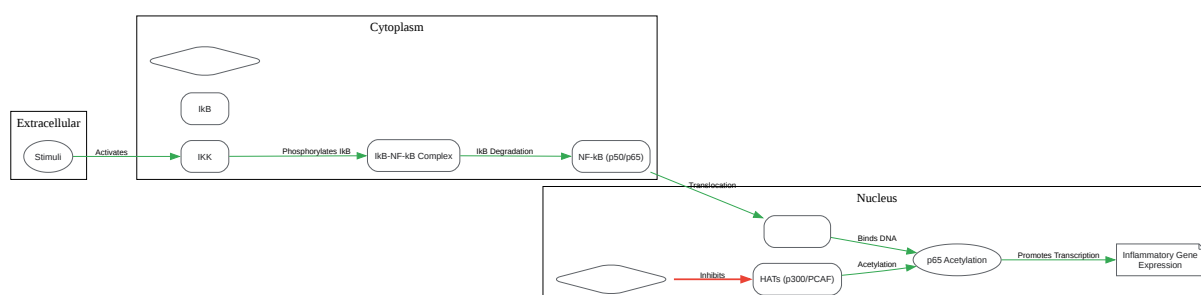 Cytoplasm
IkB
Extracellular
Stimuli
Activates
IKK
Phosphorylates IkB
IkB-NF-kB Complex
IkB Degradation
NF-kB (p50/p65)
Translocation
Nucleus
Binds DNA
p65 Acetylation
Promotes Transcription
Inflammatory Gene
Expression
Inhibits
HATs (p300/PCAF)
Acetylation